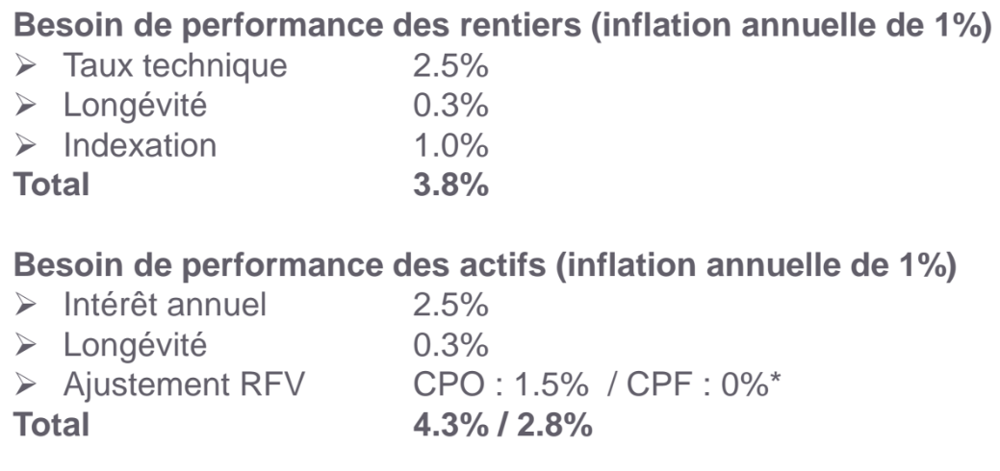 Besoin de performance des rentiers (inflation annuelle de 1%)
➢ Taux technique 2.5%
➢ Longévité 0.3%
➢ Indexation 1.0%
Total 3.8%
Besoin de performance des actifs (inflation annuelle de 1%)
➢ Intérêt annuel 2.5%
➢ Longévité 0.3%
➢ Ajustement RFV CPO : 1.5% / CPF : 0%*
Total 4.3% / 2.8%